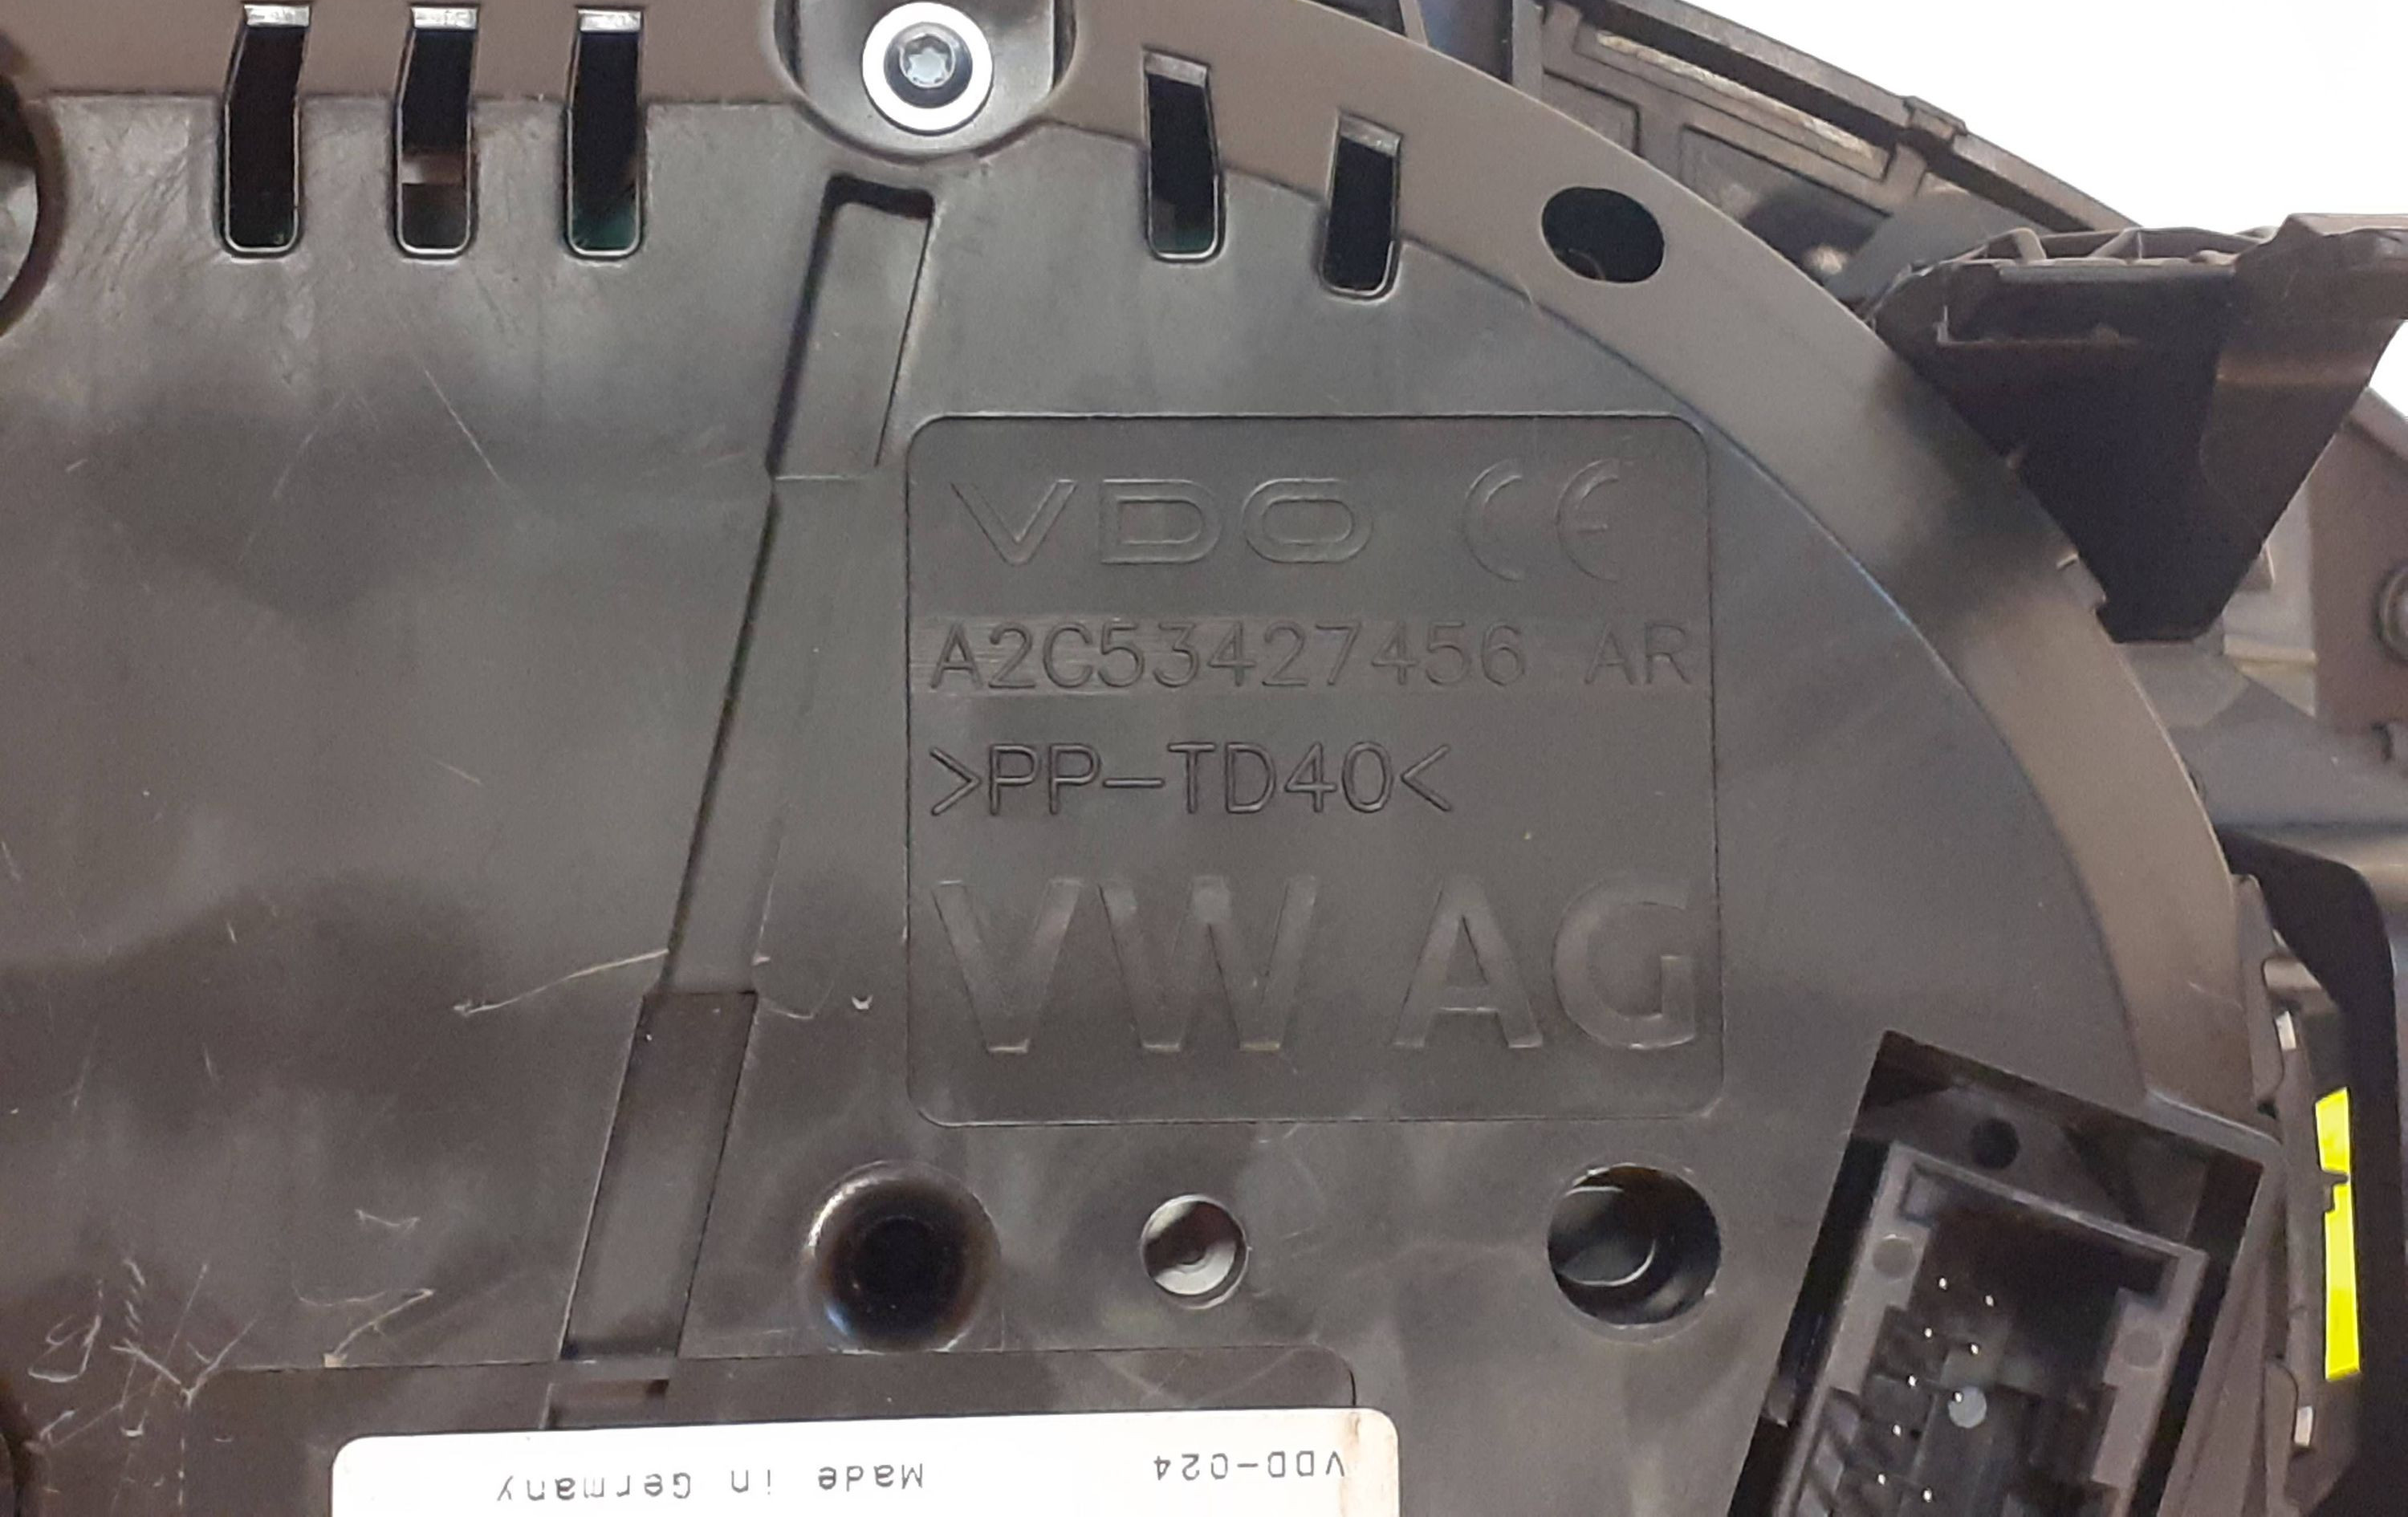 VDO CE
A2C53427456 AR
>PP-TD40<
VW AG
VDD-024 Made in Germany